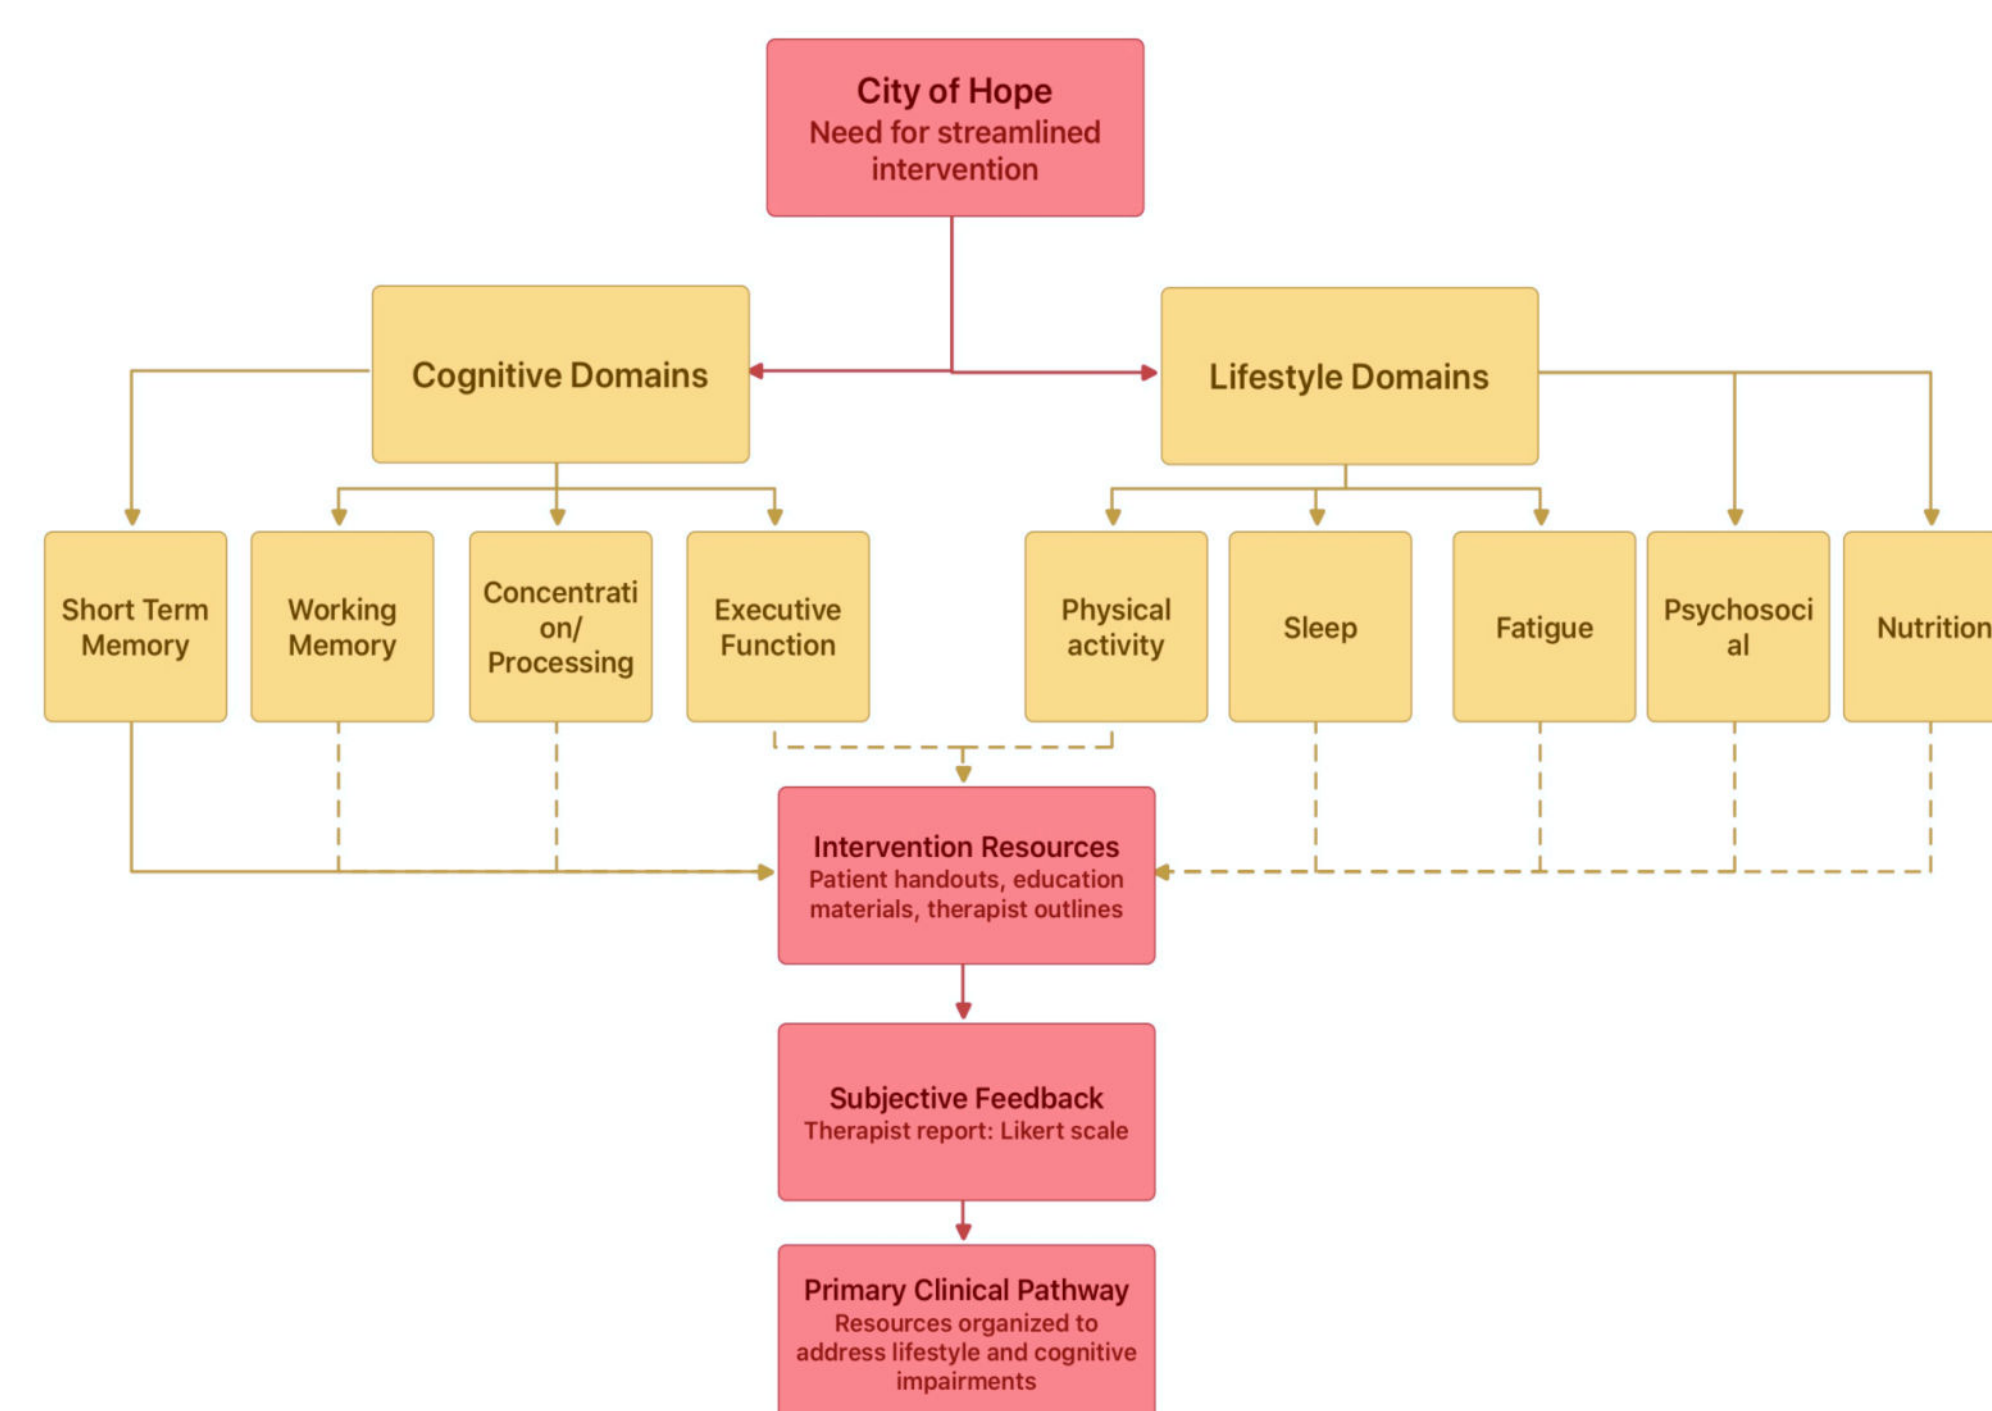 City of Hope
Need for streamlined
intervention
Cognitive Domains
Lifestyle Domains
Short Term
Memory
Working
Memory
Concentrati
on/
Processing
Executive
Function
Physical
activity
Sleep
Fatigue
Psychosoci
al
Nutrition
Intervention Resources
Patient handouts, education
materials, therapist outlines
Subjective Feedback
Therapist report: Likert scale
Primary Clinical Pathway
Resources organized to
address lifestyle and cognitive
impairments